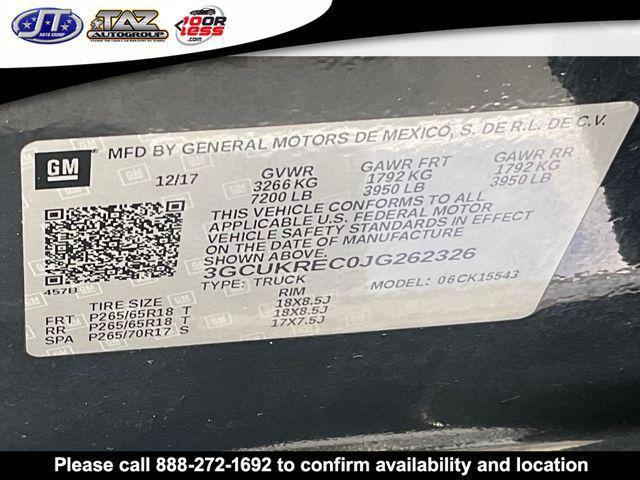 JT
AUTO GROUP
TAZ
AUTOGROUP
10 OR
less.com
GM
MFD BY GENERAL MOTORS DE MEXICO, S. DE R.L. DE C.V.
12/17 GVWR GAWR FRT GAWR RR
3266 KG 1792 KG 1792 KG
7200 LB 3950 LB 3950 LB
THIS VEHICLE CONFORMS TO ALL
APPLICABLE U.S. FEDERAL MOTOR
VEHICLE SAFETY STANDARDS IN EFFECT
ON THE DATE OF MANUFACTURE
3GCUKREC0JG262326
457B TYPE: TRUCK MODEL: 06CK15543
TIRE SIZE RIM
FRT P265/65R18 T 18X8.5J
RR P265/65R18 T 18X8.5J
SPA P265/70R17 S 17X7.5J
Please call 888-272-1692 to confirm availability and location